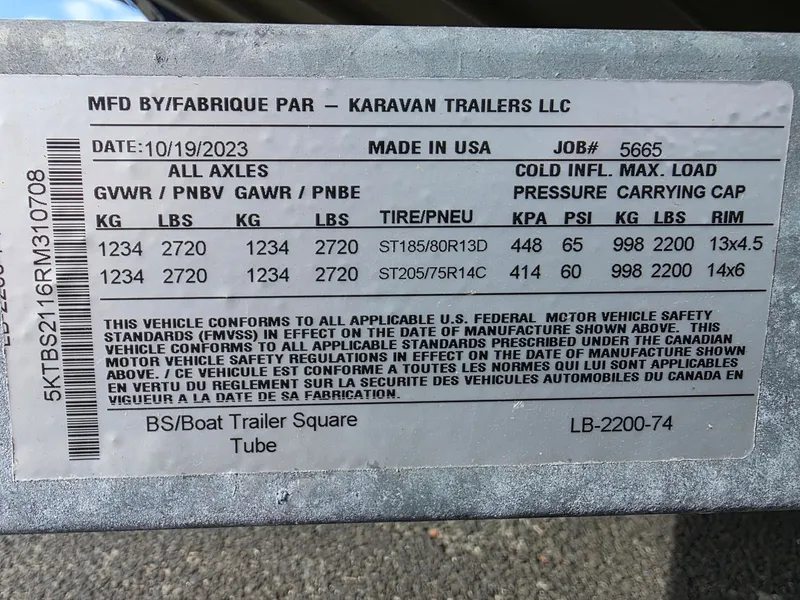 MFD BY/FABRIQUE PAR – KARAVAN TRAILERS LLC
DATE:10/19/2023 MADE IN USA JOB# 5665
ALL AXLES COLD INFL. MAX. LOAD
GVWR / PNBV GAWR / PNBE PRESSURE CARRYING CAP
KG LBS KG LBS TIRE/PNEU KPA PSI KG LBS RIM
1234 2720 1234 2720 ST185/80R13D 448 65 998 2200 13x4.5
1234 2720 1234 2720 ST205/75R14C 414 60 998 2200 14x6
THIS VEHICLE CONFORMS TO ALL APPLICABLE U.S. FEDERAL MOTOR VEHICLE SAFETY
STANDARDS (FMVSS) IN EFFECT ON THE DATE OF MANUFACTURE SHOWN ABOVE. THIS
VEHICLE CONFORMS TO ALL APPLICABLE STANDARDS PRESCRIBED UNDER THE CANADIAN
MOTOR VEHICLE SAFETY REGULATIONS IN EFFECT ON THE DATE OF MANUFACTURE SHOWN
ABOVE. / CE VEHICULE EST CONFORME A TOUTES LES NORMES QUI LUI SONT APPLICABLES
EN VERTU DU REGLEMENT SUR LA SECURITE DES VEHICULES AUTOMOBILES DU CANADA EN
VIGUEUR A LA DATE DE SA FABRICATION.
BS/Boat Trailer Square LB-2200-74
Tube
5KTBS2116RM310708